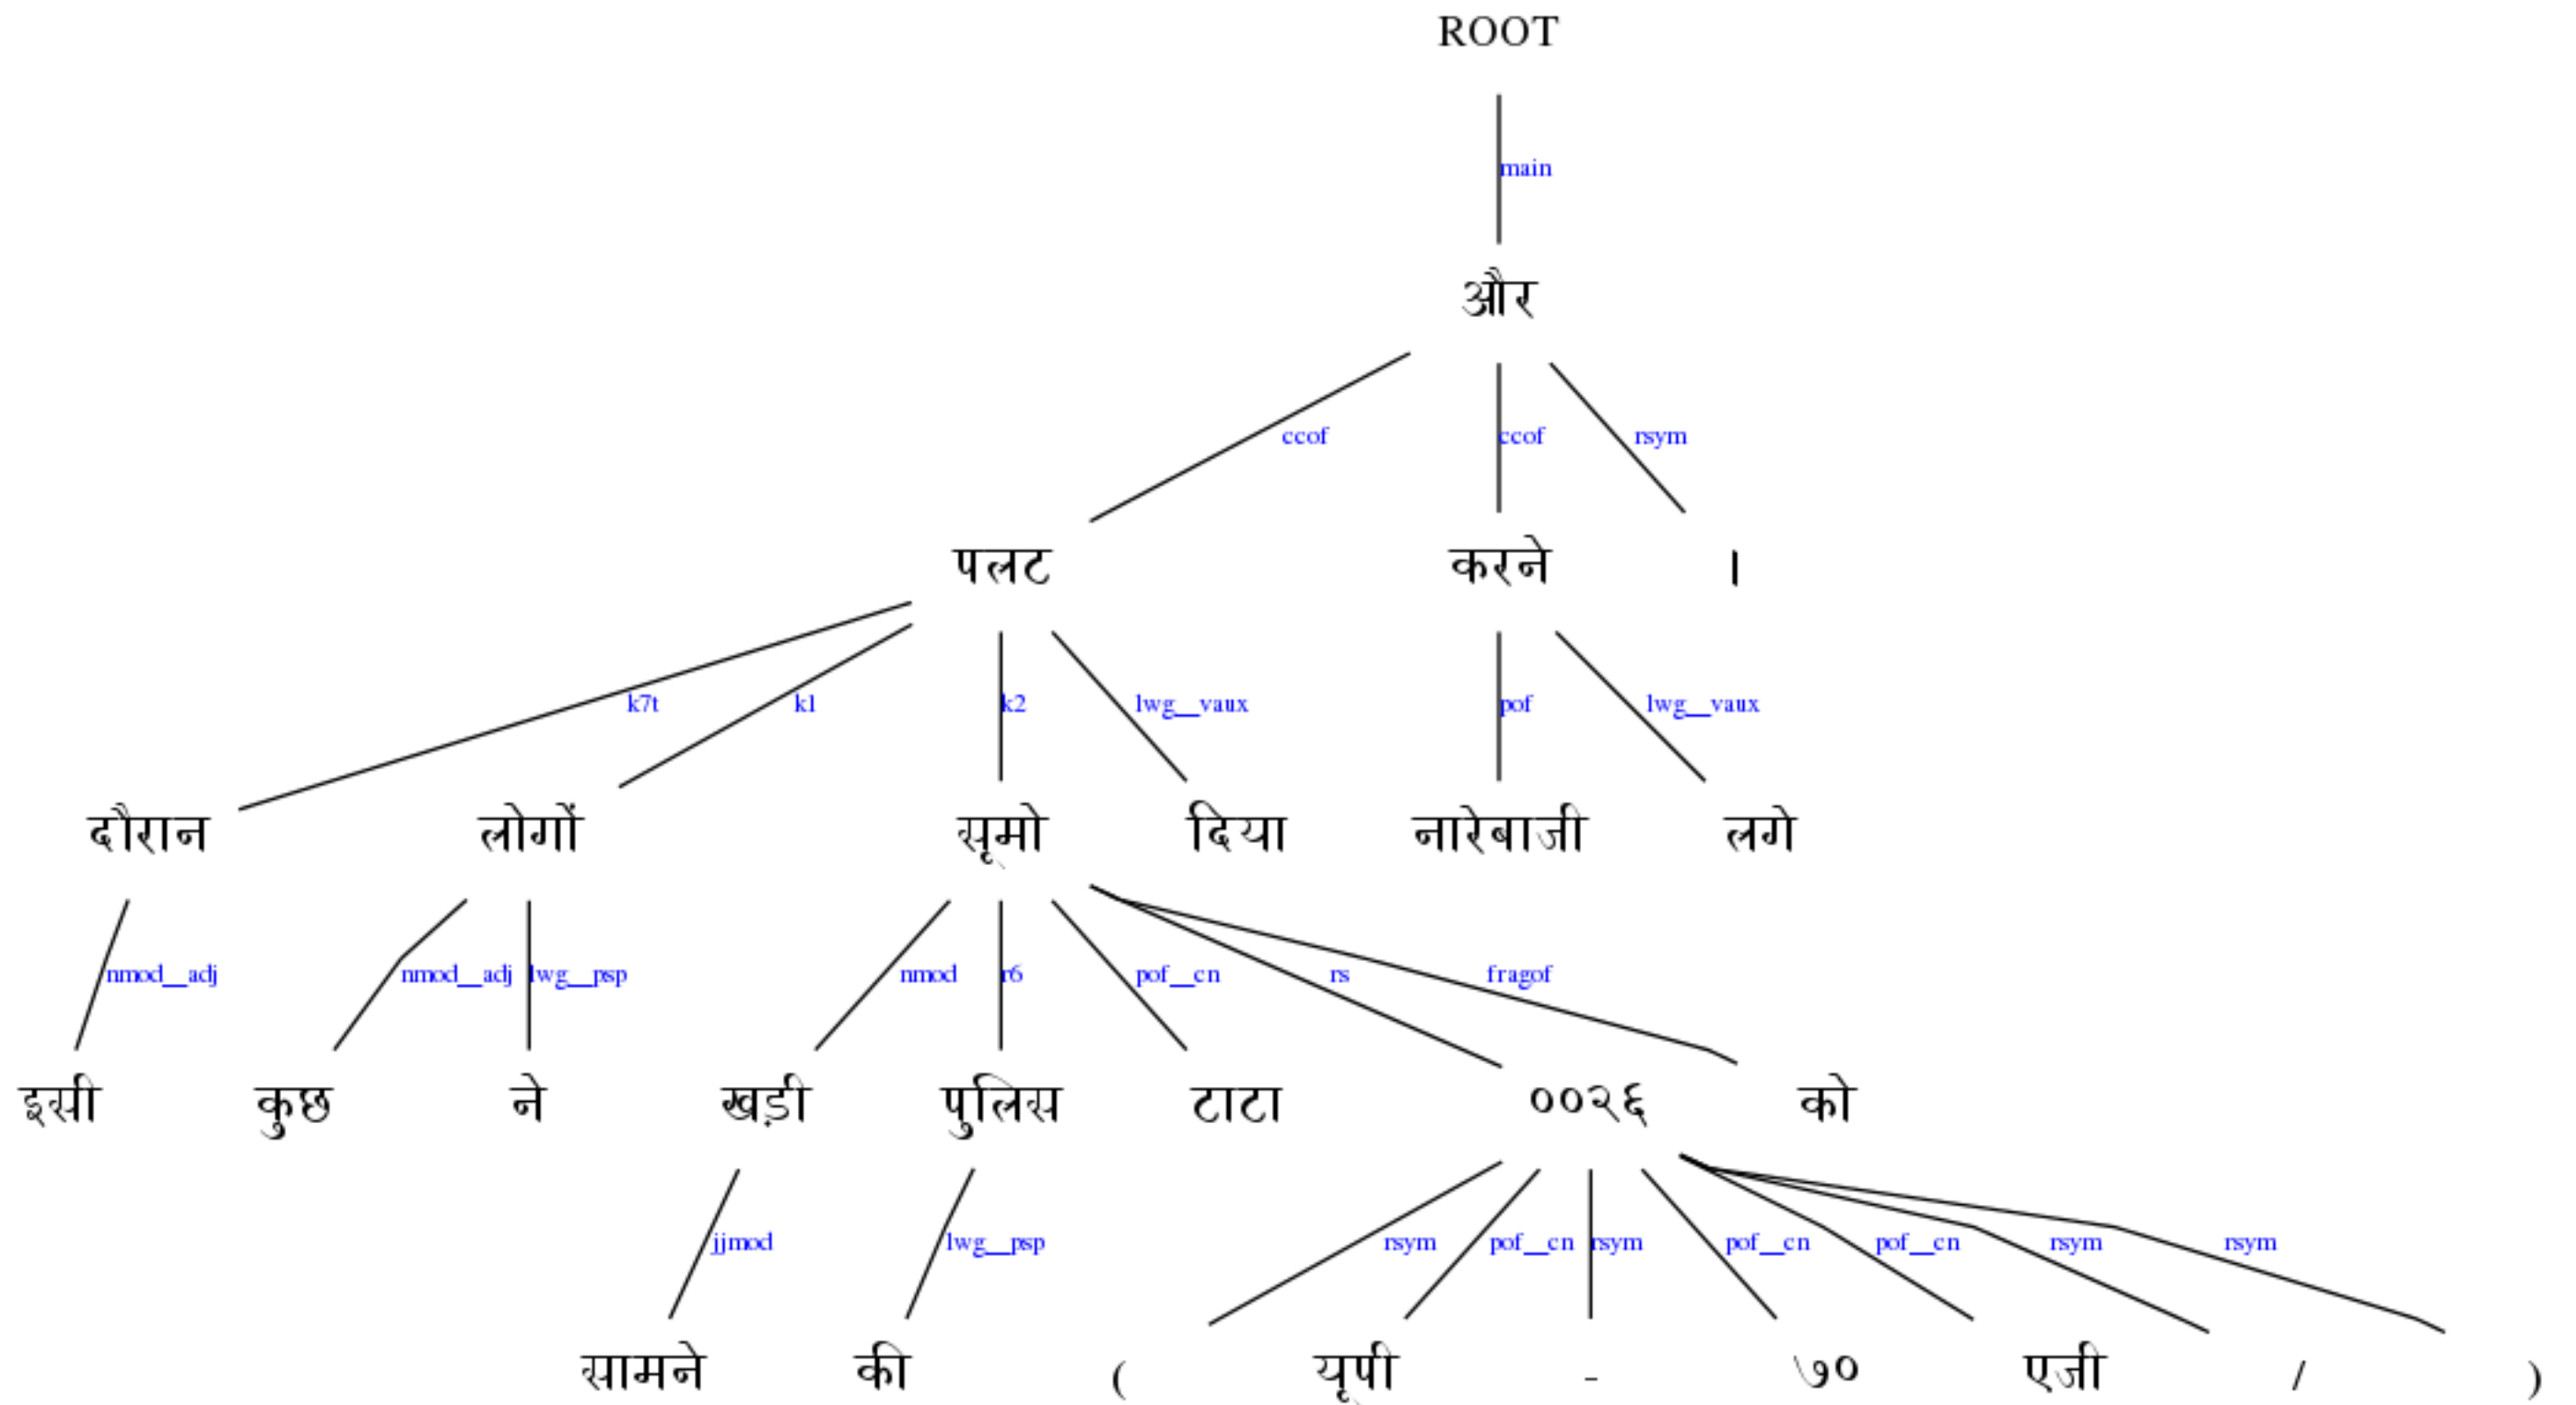 ROOT
main
और
ccof ccof rsym
पलट करने ।
k7t k1 k2 lwg__vaux pof lwg__vaux
दौरान लोगों सूमो दिया नारेबाजी लगे
nmod__adj nmod__adj lwg__psp nmod r6 pof__cn rs fragof
इसी कुछ ने खड़ी पुलिस टाटा ००२६ को
jjmod lwg__psp rsym pof__cn rsym pof__cn pof__cn rsym rsym
सामने की ( यूपी - ७० एजी / )